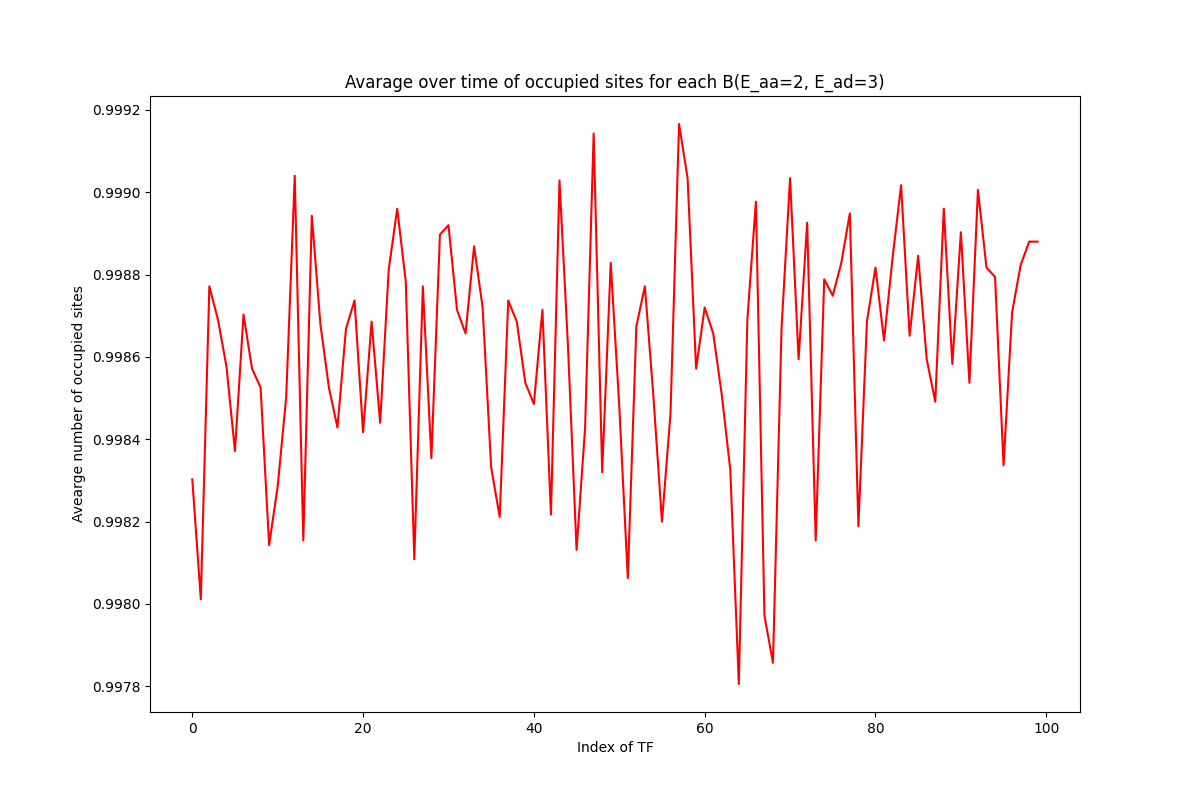 Avarage over time of occupied sites for each B(E_aa=2, E_ad=3)
0.9992
0.9990
0.9988
0.9986
0.9984
0.9982
0.9980
0.9978
Avearge number of occupied sites
0 20 40 60 80 100
Index of TF